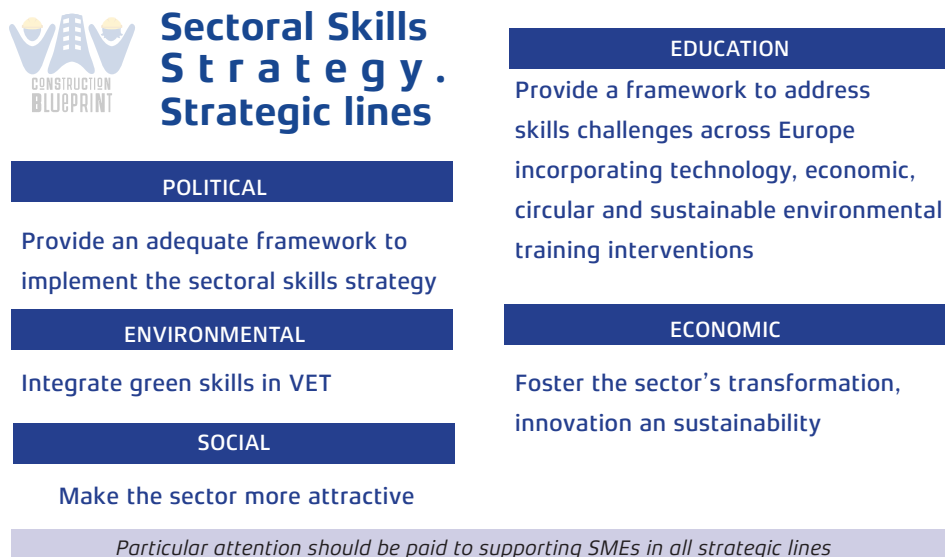 CONSTRUCTION
BLUEPRINT
Sectoral Skills
Strategy.
Strategic lines
POLITICAL
Provide an adequate framework to
implement the sectoral skills strategy
ENVIRONMENTAL
Integrate green skills in VET
SOCIAL
Make the sector more attractive
EDUCATION
Provide a framework to address
skills challenges across Europe
incorporating technology, economic,
circular and sustainable environmental
training interventions
ECONOMIC
Foster the sector’s transformation,
innovation an sustainability
Particular attention should be paid to supporting SMEs in all strategic lines